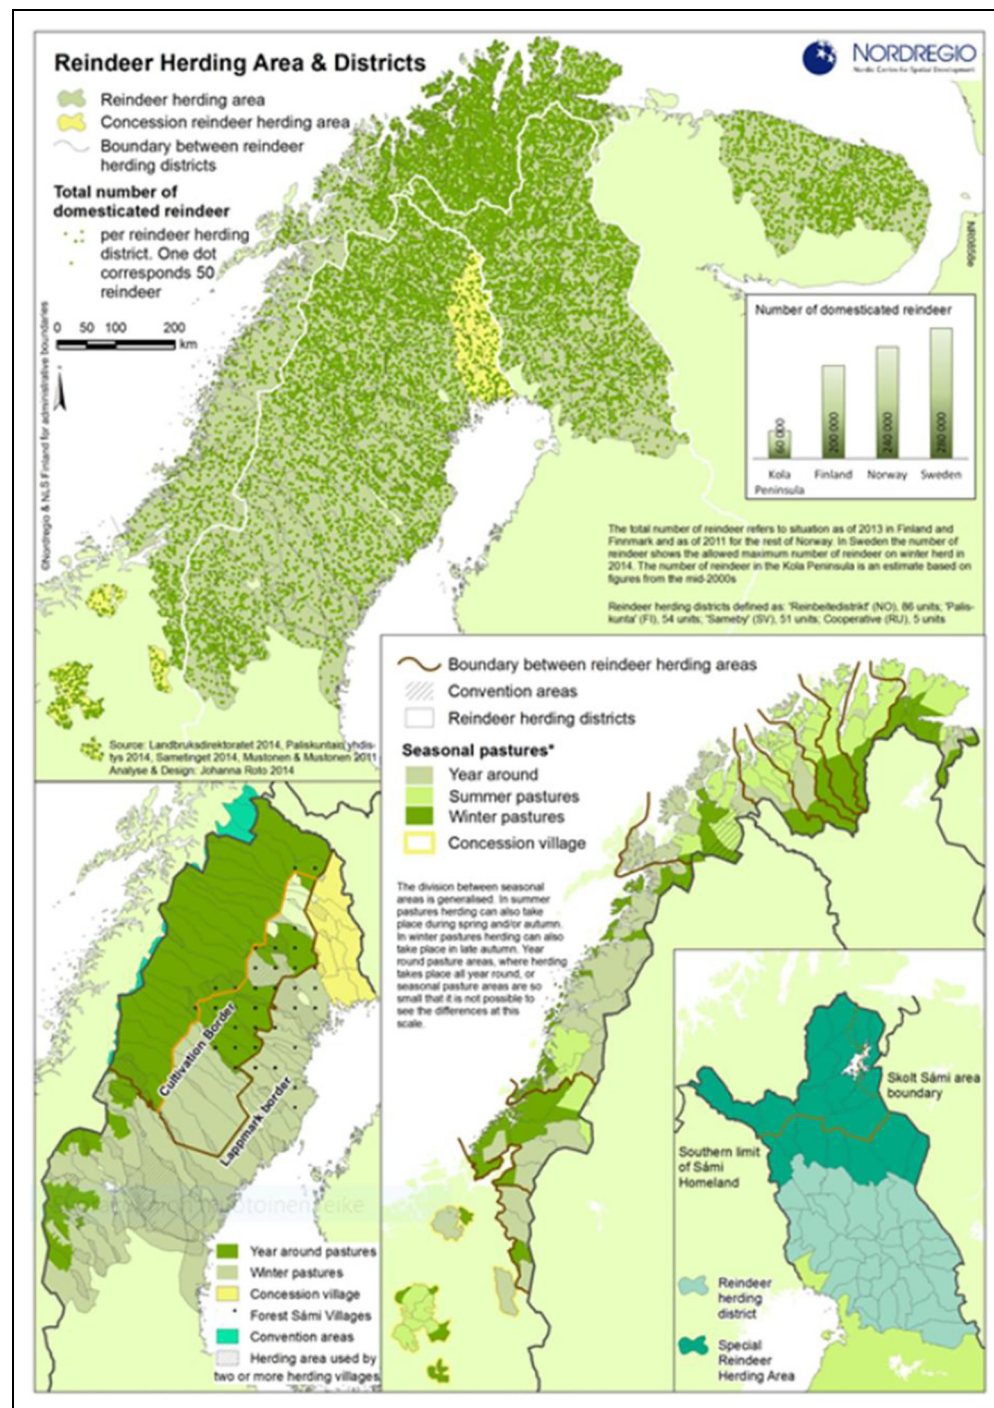 Reindeer Herding Area & Districts
NORDREGIO
Nordic Centre for Spatial Development
Reindeer herding area
Concession reindeer herding area
Boundary between reindeer
herding districts
Total number of
domesticated reindeer
per reindeer herding
district. One dot
corresponds 50
reindeer
0 50 100 200
km
©Nordregio & NLS Finland for administrative boundaries
Number of domesticated reindeer
60 000
200 000
240 000
280 000
Kola
Peninsula
Finland
Norway
Sweden
The total number of reindeer refers to situation as of 2013 in Finland and
Finnmark and as of 2011 for the rest of Norway. In Sweden the number of
reindeer shows the allowed maximum number of reindeer on winter herd in
2014. The number of reindeer in the Kola Peninsula is an estimate based on
figures from the mid-2000s
Reindeer herding districts defined as: 'Reinbeitedistrikt' (NO), 86 units; 'Palis-
kunta' (FI), 54 units; 'Sameby' (SV), 51 units; Cooperative (RU), 5 units
Source: Landbruksdirektoratet 2014, Paliskuntain yhdis-
tys 2014, Sametinget 2014, Mustonen & Mustonen 2011
Analyse & Design: Johanna Roto 2014
Boundary between reindeer herding areas
Convention areas
Reindeer herding districts
Seasonal pastures*
Year around
Summer pastures
Winter pastures
Concession village
The division between seasonal
areas is generalised. In summer
pastures herding can also take
place during spring and/or autumn.
In winter pastures herding can also
take place in late autumn. Year
round pasture areas, where herding
takes place all year round, or
seasonal pasture areas are so
small that it is not possible to
see the differences at this
scale.
Cultivation Border
Lappmark border
Year around pastures
Winter pastures
Concession village
Forest Sámi Villages
Convention areas
Herding area used by
two or more herding villages
Skolt Sámi area
boundary
Southern limit
of Sámi
Homeland
Reindeer
herding
district
Special
Reindeer
Herding Area